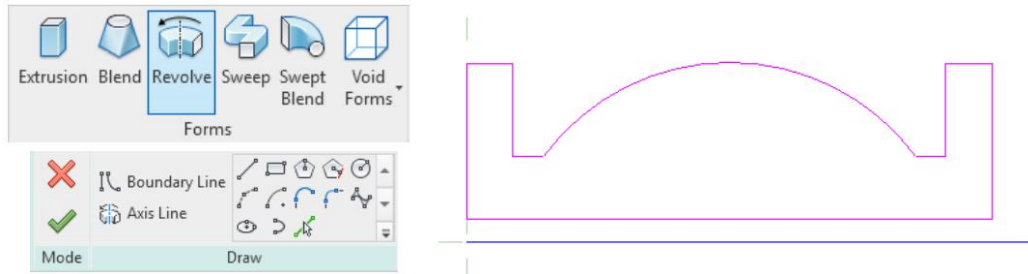 Extrusion Blend Revolve Sweep Swept Void
Blend Forms
Forms
Boundary Line
Axis Line
Mode Draw